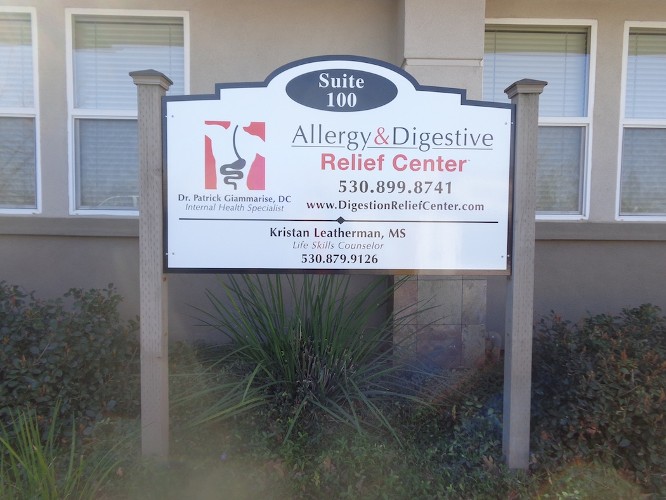 Suite
100
Allergy&Digestive
Relief Center
530.899.8741
www.DigestionReliefCenter.com
Dr. Patrick Giammarise, DC
Internal Health Specialist
Kristan Leatherman, MS
Life Skills Counselor
530.879.9126